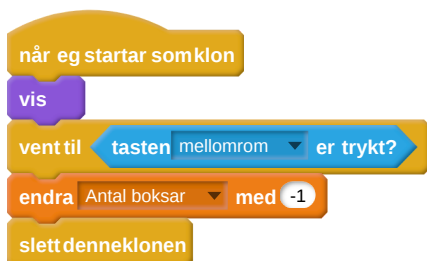 når eg startar som klon
vis
vent til tasten mellomrom er trykt?
endra Antal boksar med -1
slett denne klonen